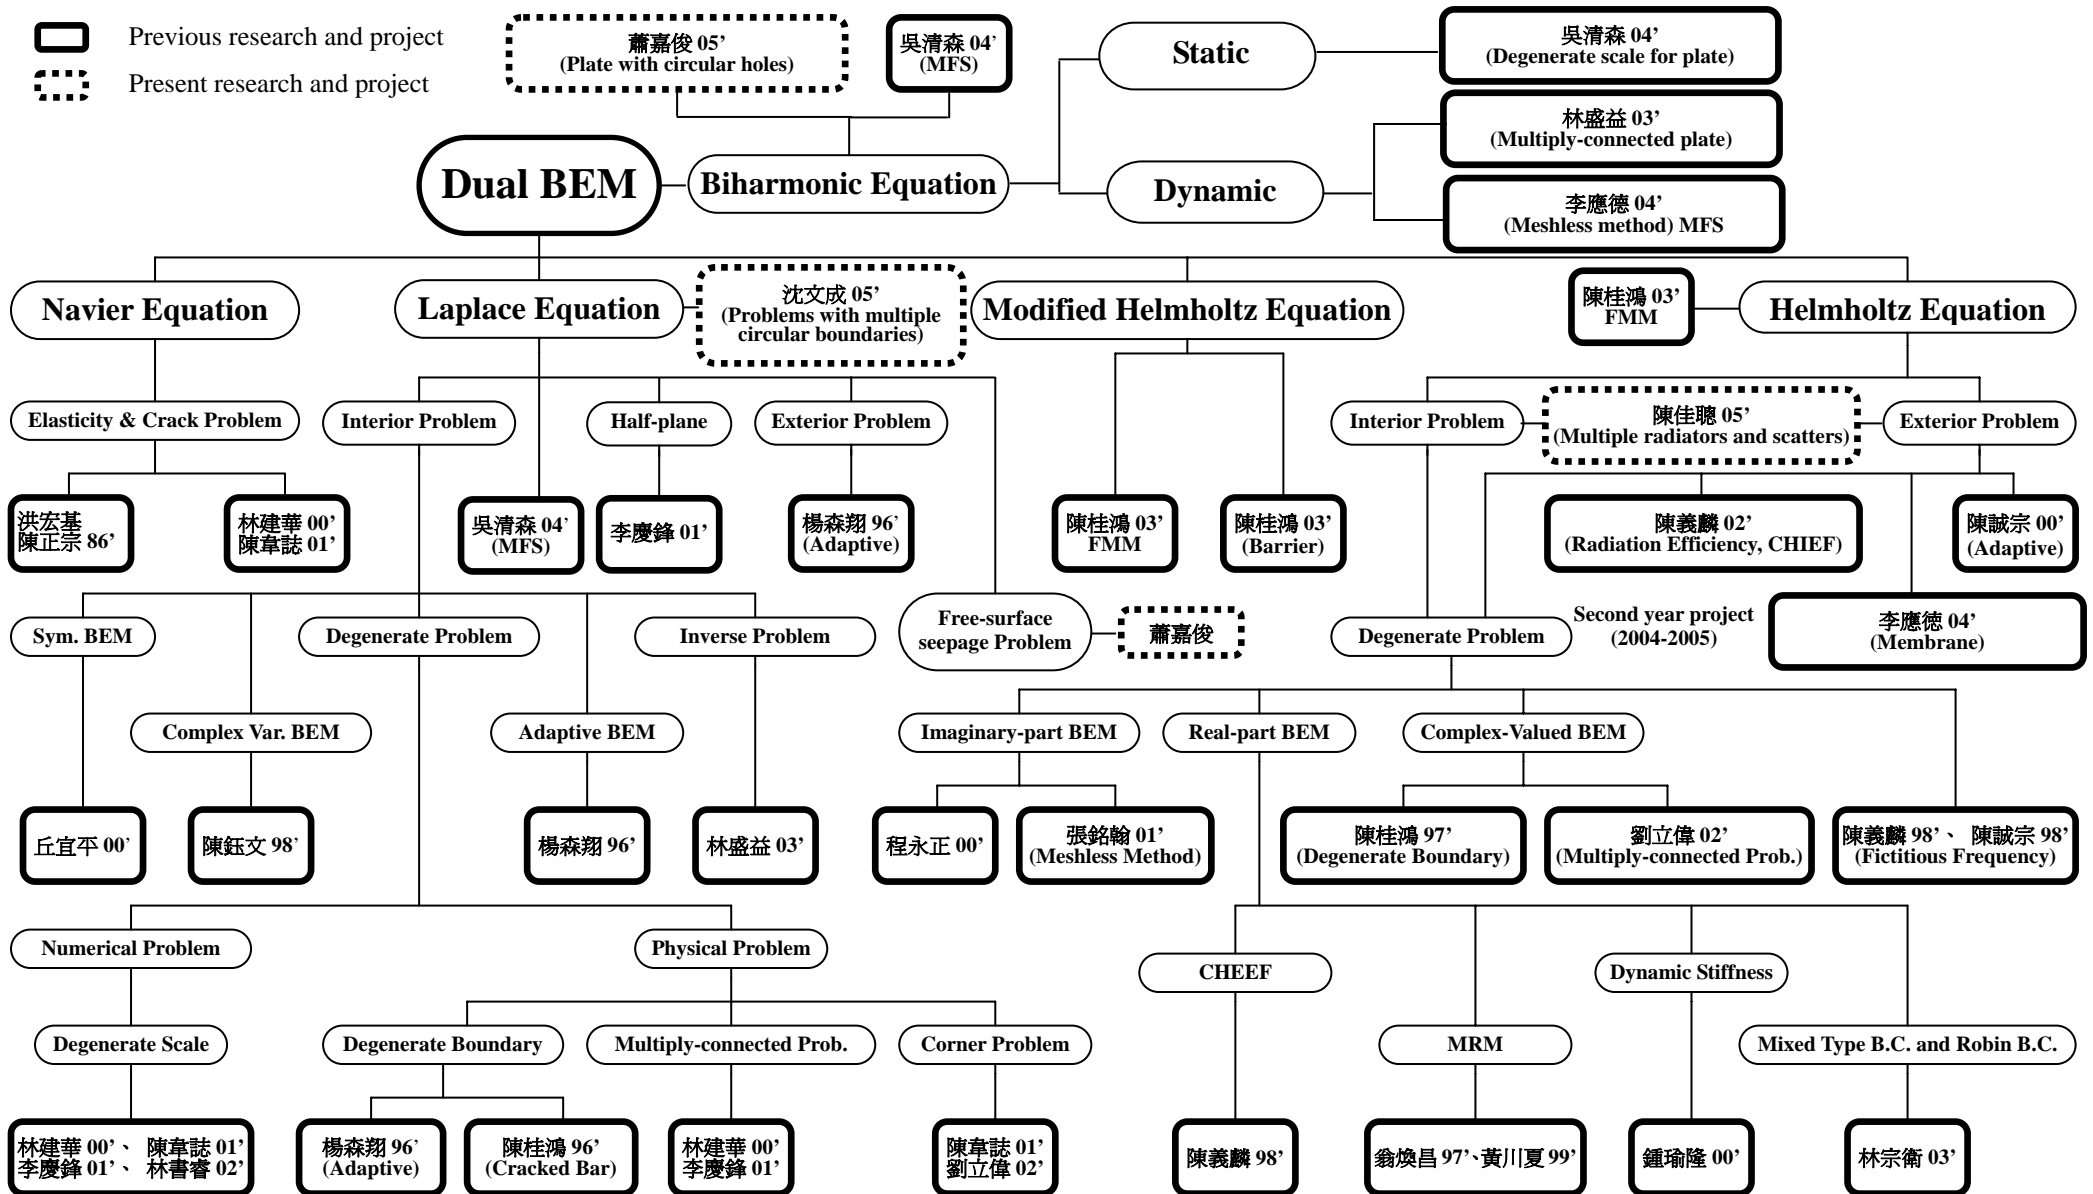 Previous research and project
Present research and project
蕭嘉俊 05’
(Plate with circular holes)
吳清森 04’
(MFS)
Static
吳清森 04’
(Degenerate scale for plate)
林盛益 03’
(Multiply-connected plate)
Dual BEM
Biharmonic Equation
Dynamic
李應德 04’
(Meshless method) MFS
Navier Equation
Laplace Equation
沈文成 05’
(Problems with multiple
circular boundaries)
Modified Helmholtz Equation
陳桂鴻 03’
FMM
Helmholtz Equation
Elasticity & Crack Problem
Interior Problem
Half-plane
Exterior Problem
Interior Problem
陳佳聰 05’
(Multiple radiators and scatters)
Exterior Problem
洪宏基
陳正宗 86’
林建華 00’
陳韋誌 01’
吳清森 04’
(MFS)
李慶鋒 01’
楊森翔 96’
(Adaptive)
陳桂鴻 03’
FMM
陳桂鴻 03’
(Barrier)
陳義麟 02’
(Radiation Efficiency, CHIEF)
陳誠宗 00’
(Adaptive)
Sym. BEM
Degenerate Problem
Inverse Problem
Free-surface
seepage Problem
蕭嘉俊
Degenerate Problem
Second year project
(2004-2005)
李應德 04’
(Membrane)
Complex Var. BEM
Adaptive BEM
Imaginary-part BEM
Real-part BEM
Complex-Valued BEM
丘宜平 00’
陳鈺文 98’
楊森翔 96’
林盛益 03’
程永正 00’
張銘翰 01’
(Meshless Method)
陳桂鴻 97’
(Degenerate Boundary)
劉立偉 02’
(Multiply-connected Prob.)
陳義麟 98’、 陳誠宗 98’
(Fictitious Frequency)
Numerical Problem
Physical Problem
CHEEF
Dynamic Stiffness
Degenerate Scale
Degenerate Boundary
Multiply-connected Prob.
Corner Problem
MRM
Mixed Type B.C. and Robin B.C.
林建華 00’、 陳韋誌 01’
李慶鋒 01’、 林書睿 02’
楊森翔 96’
(Adaptive)
陳桂鴻 96’
(Cracked Bar)
林建華 00’
李慶鋒 01’
陳韋誌 01’
劉立偉 02’
陳義麟 98’
翁煥昌 97’、黃川夏 99’
鍾瑜隆 00’
林宗衛 03’